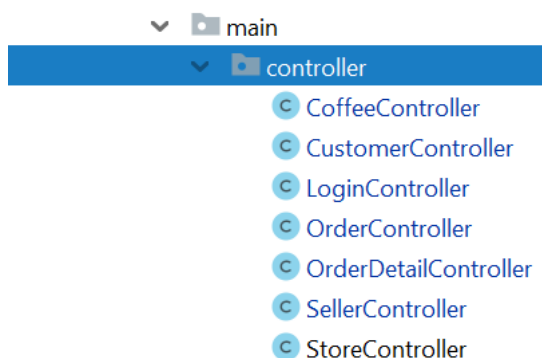 main
controller
C CoffeeController
C CustomerController
C LoginController
C OrderController
C OrderDetailController
C SellerController
C StoreController